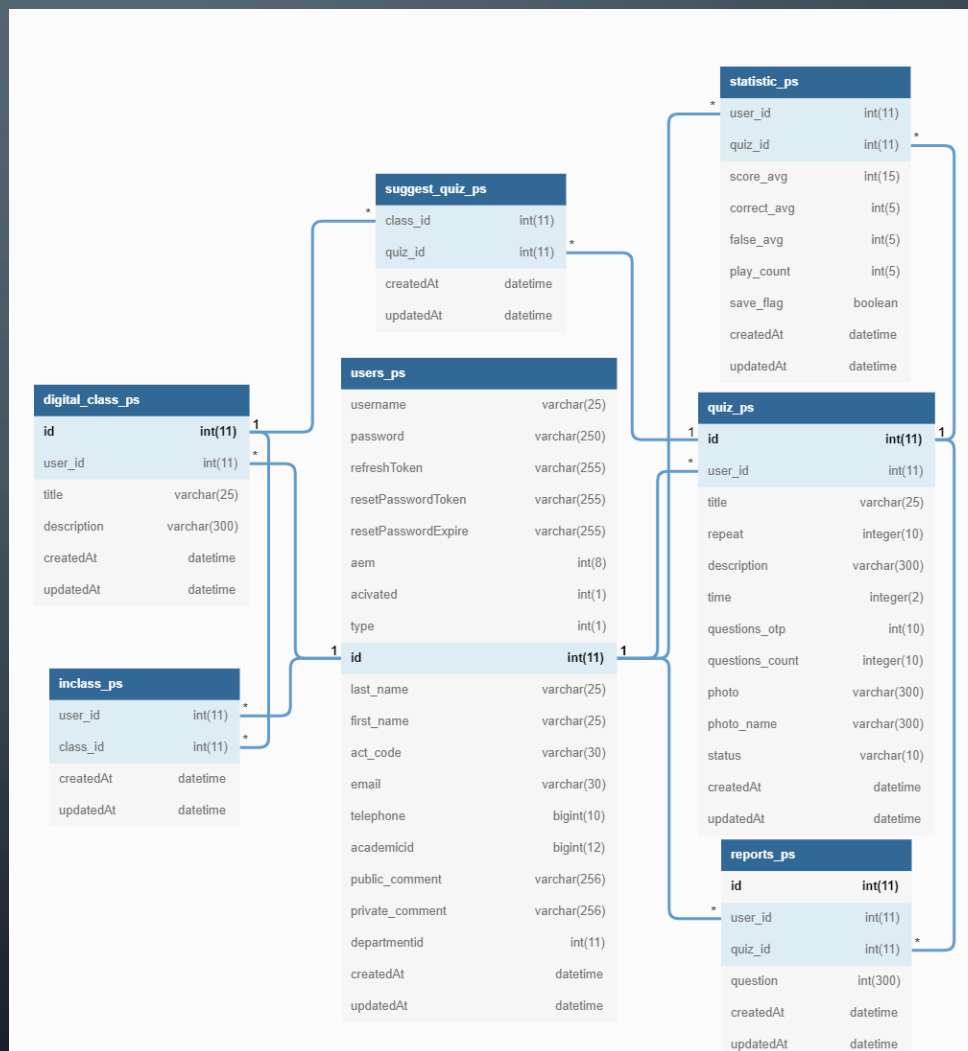 statistic_ps
* user_id int(11)
quiz_id int(11) *
score_avg int(15)
correct_avg int(5)
false_avg int(5)
play_count int(5)
save_flag boolean
createdAt datetime
updatedAt datetime
suggest_quiz_ps
* class_id int(11)
quiz_id int(11) *
createdAt datetime
updatedAt datetime
digital_class_ps
id int(11) 1
user_id int(11) *
title varchar(25)
description varchar(300)
createdAt datetime
updatedAt datetime
users_ps
username varchar(25)
password varchar(250)
refreshToken varchar(255)
resetPasswordToken varchar(255)
resetPasswordExpire varchar(255)
aem int(8)
acivated int(1)
type int(1)
1 id int(11) 1
last_name varchar(25)
first_name varchar(25)
act_code varchar(30)
email varchar(30)
telephone bigint(10)
academicid bigint(12)
public_comment varchar(256)
private_comment varchar(256)
departmentid int(11)
createdAt datetime
updatedAt datetime
quiz_ps
1 id int(11) 1
* user_id int(11)
title varchar(25)
repeat integer(10)
description varchar(300)
time integer(2)
questions_otp int(10)
questions_count integer(10)
photo varchar(300)
photo_name varchar(300)
status varchar(10)
createdAt datetime
updatedAt datetime
inclass_ps
user_id int(11) *
class_id int(11) *
createdAt datetime
updatedAt datetime
reports_ps
id int(11)
* user_id int(11)
quiz_id int(11) *
question int(300)
createdAt datetime
updatedAt datetime